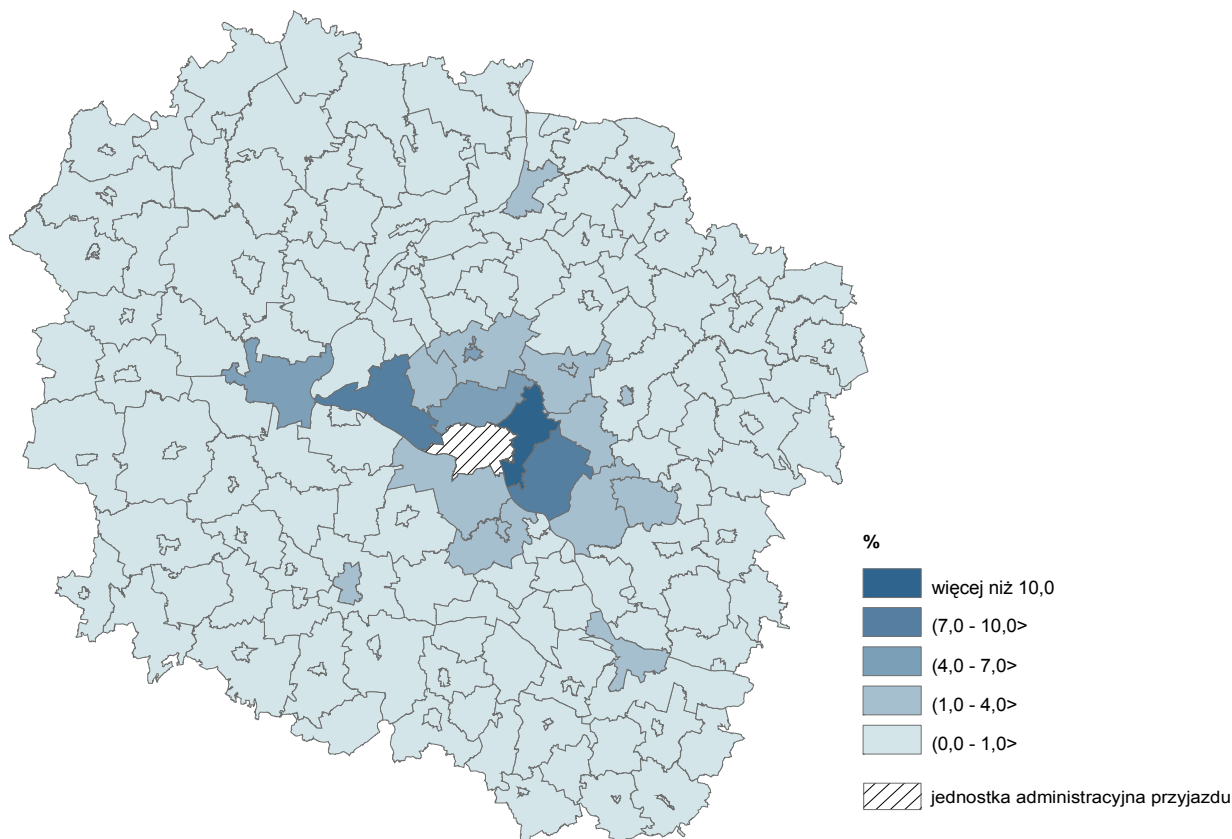 %
więcej niż 10,0
(7,0 - 10,0>
(4,0 - 7,0>
(1,0 - 4,0>
(0,0 - 1,0>
jednostka administracyjna przyjazdu